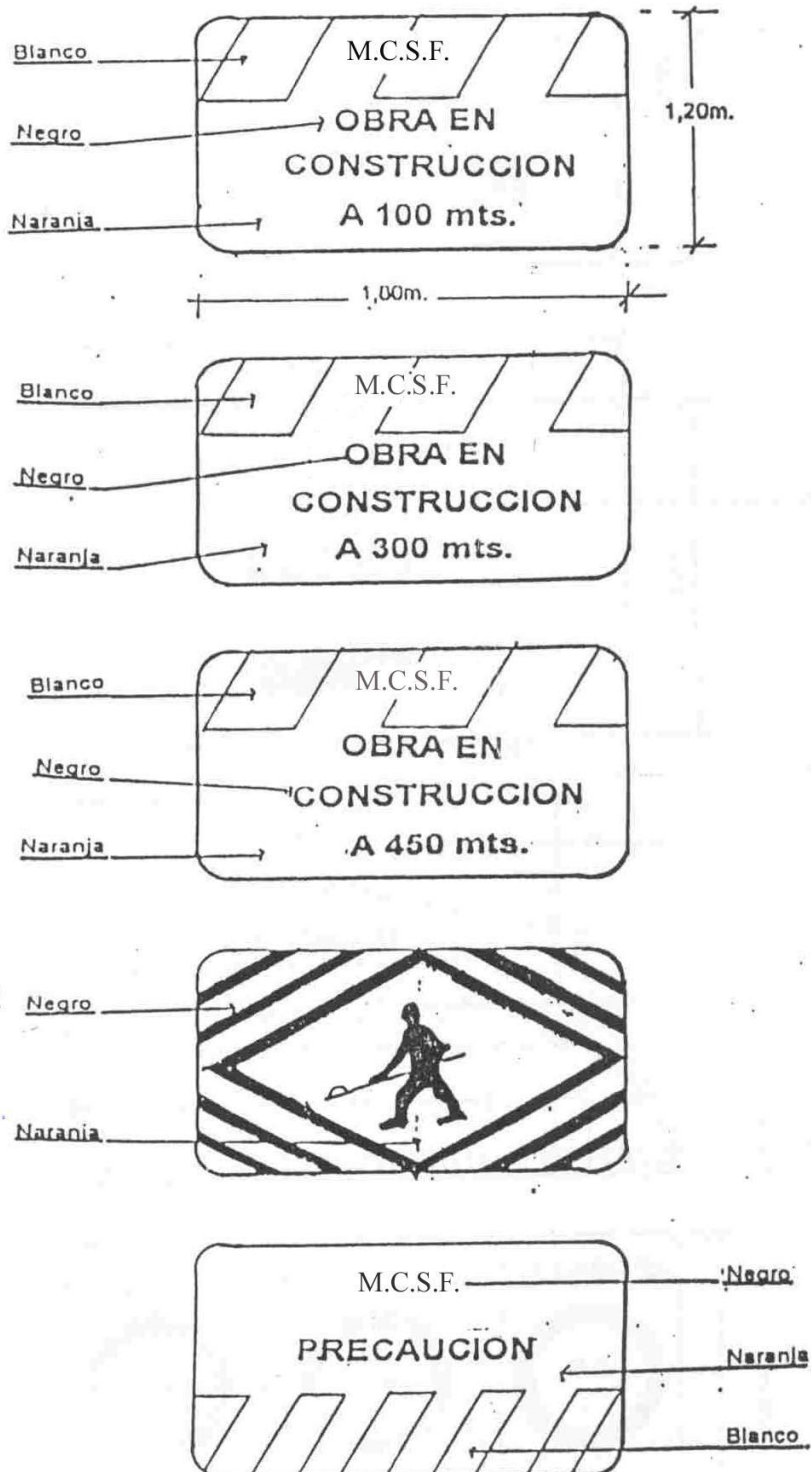 M.C.S.F.
Blanco
1,20m.
Negro
OBRA EN
CONSTRUCCION
Naranja
A 100 mts.
1,00m.
M.C.S.F.
Blanco
OBRA EN
Negro
CONSTRUCCION
A 300 mts.
Naranja
M.C.S.F.
Blanco
OBRA EN
Negro
CONSTRUCCION
A 450 mts.
Naranja
Negro
Naranja
M.C.S.F.
Negro
PRECAUCION
Naranja
Blanco